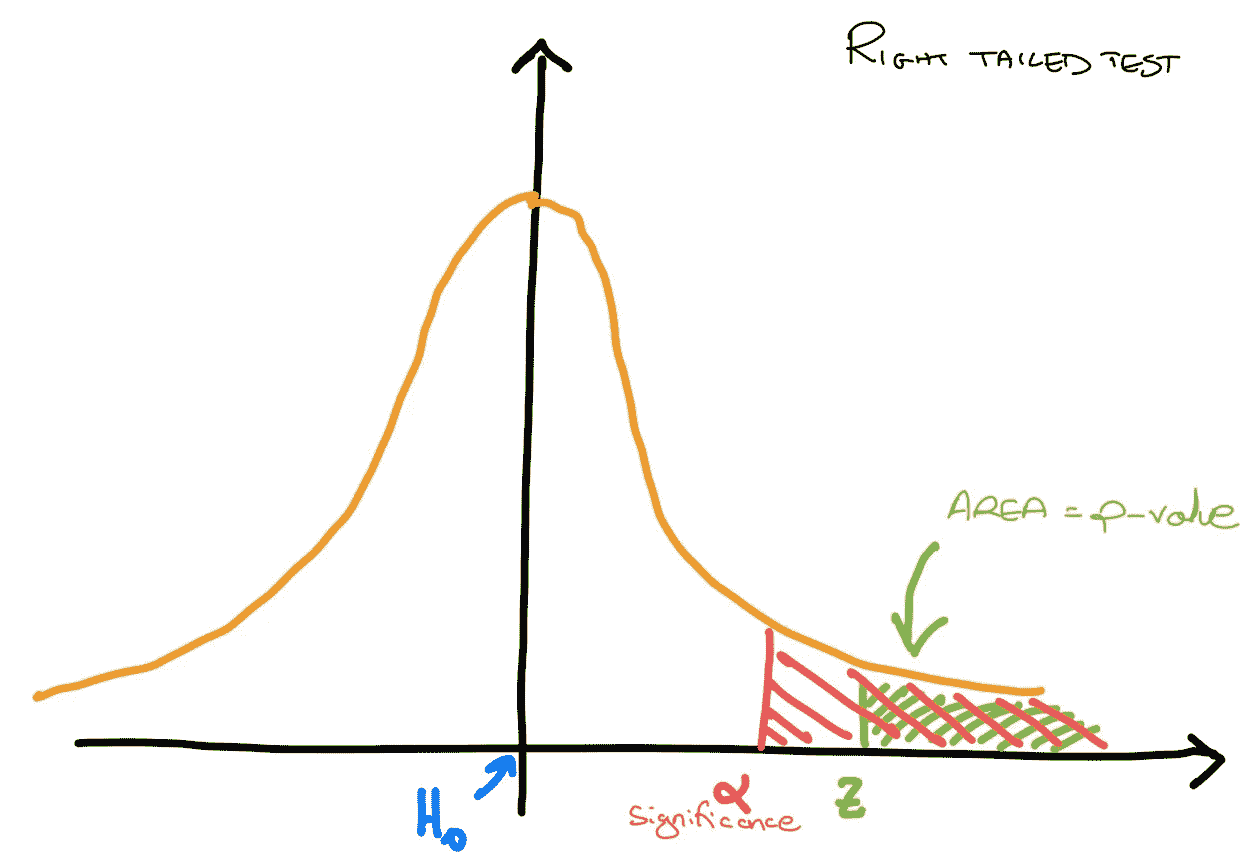 RIGHT TAILED TEST
AREA = p-value
H₀
α
Z
Significance